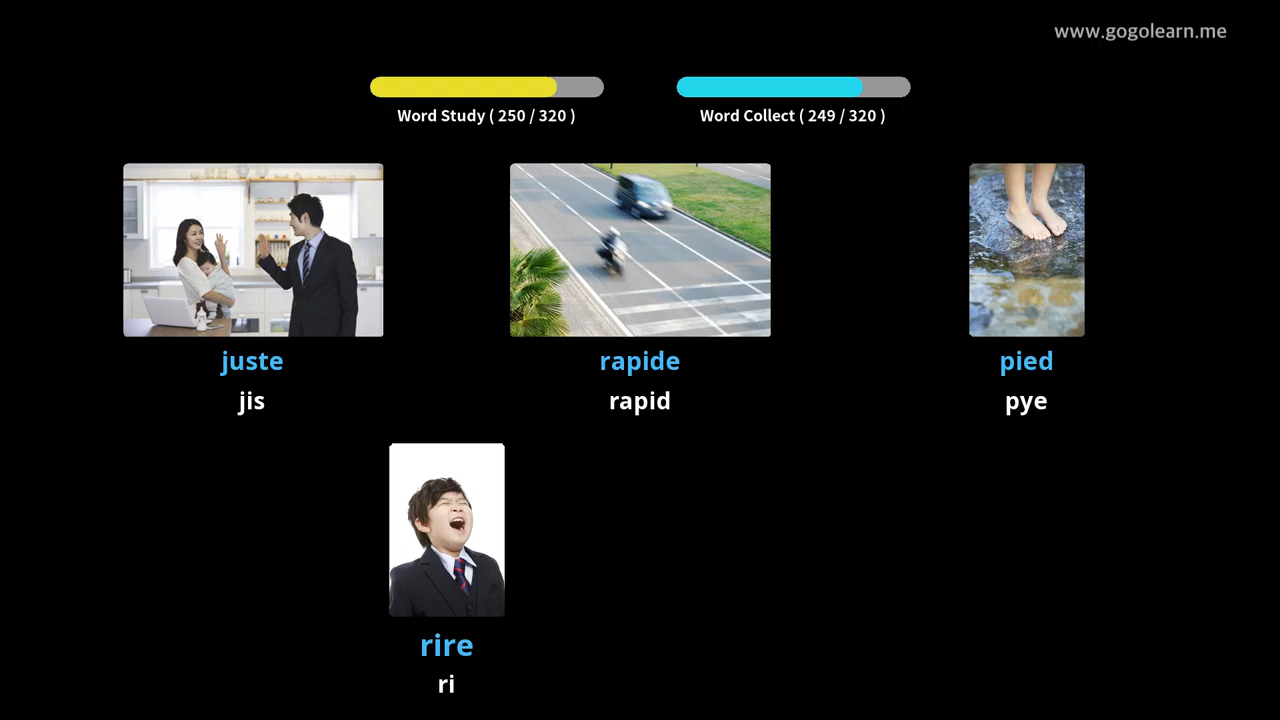 www.gogolearn.me
Word Study ( 250 / 320 )
Word Collect ( 249 / 320 )
juste
jis
rapide
rapid
pied
pye
rire
ri